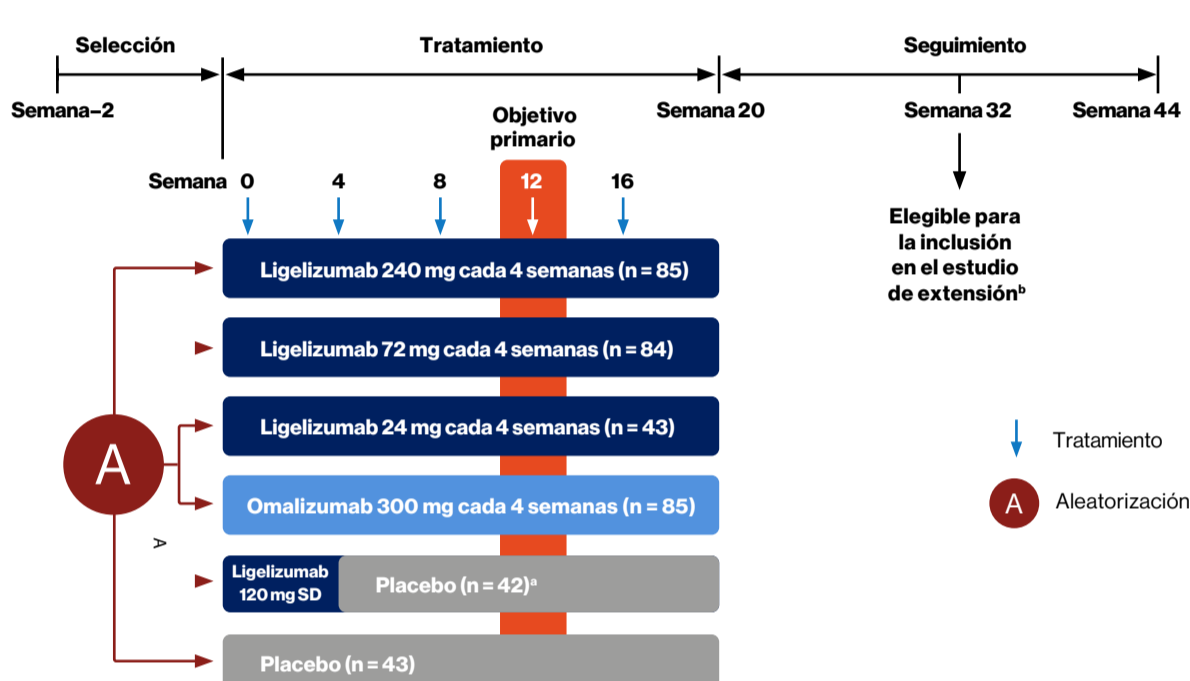 Selección
Tratamiento
Seguimiento
Semana–2
Semana 20
Semana 32
Semana 44
Objetivo
primario
Semana 0 4 8 12 16
Elegible para
la inclusión
en el estudio
de extensiónᵇ
Ligelizumab 240 mg cada 4 semanas (n = 85)
Ligelizumab 72 mg cada 4 semanas (n = 84)
Ligelizumab 24 mg cada 4 semanas (n = 43)
A
Omalizumab 300 mg cada 4 semanas (n = 85)
A
Ligelizumab
120 mg SD
Placebo (n = 42)ᵃ
Placebo (n = 43)
Tratamiento
A Aleatorización